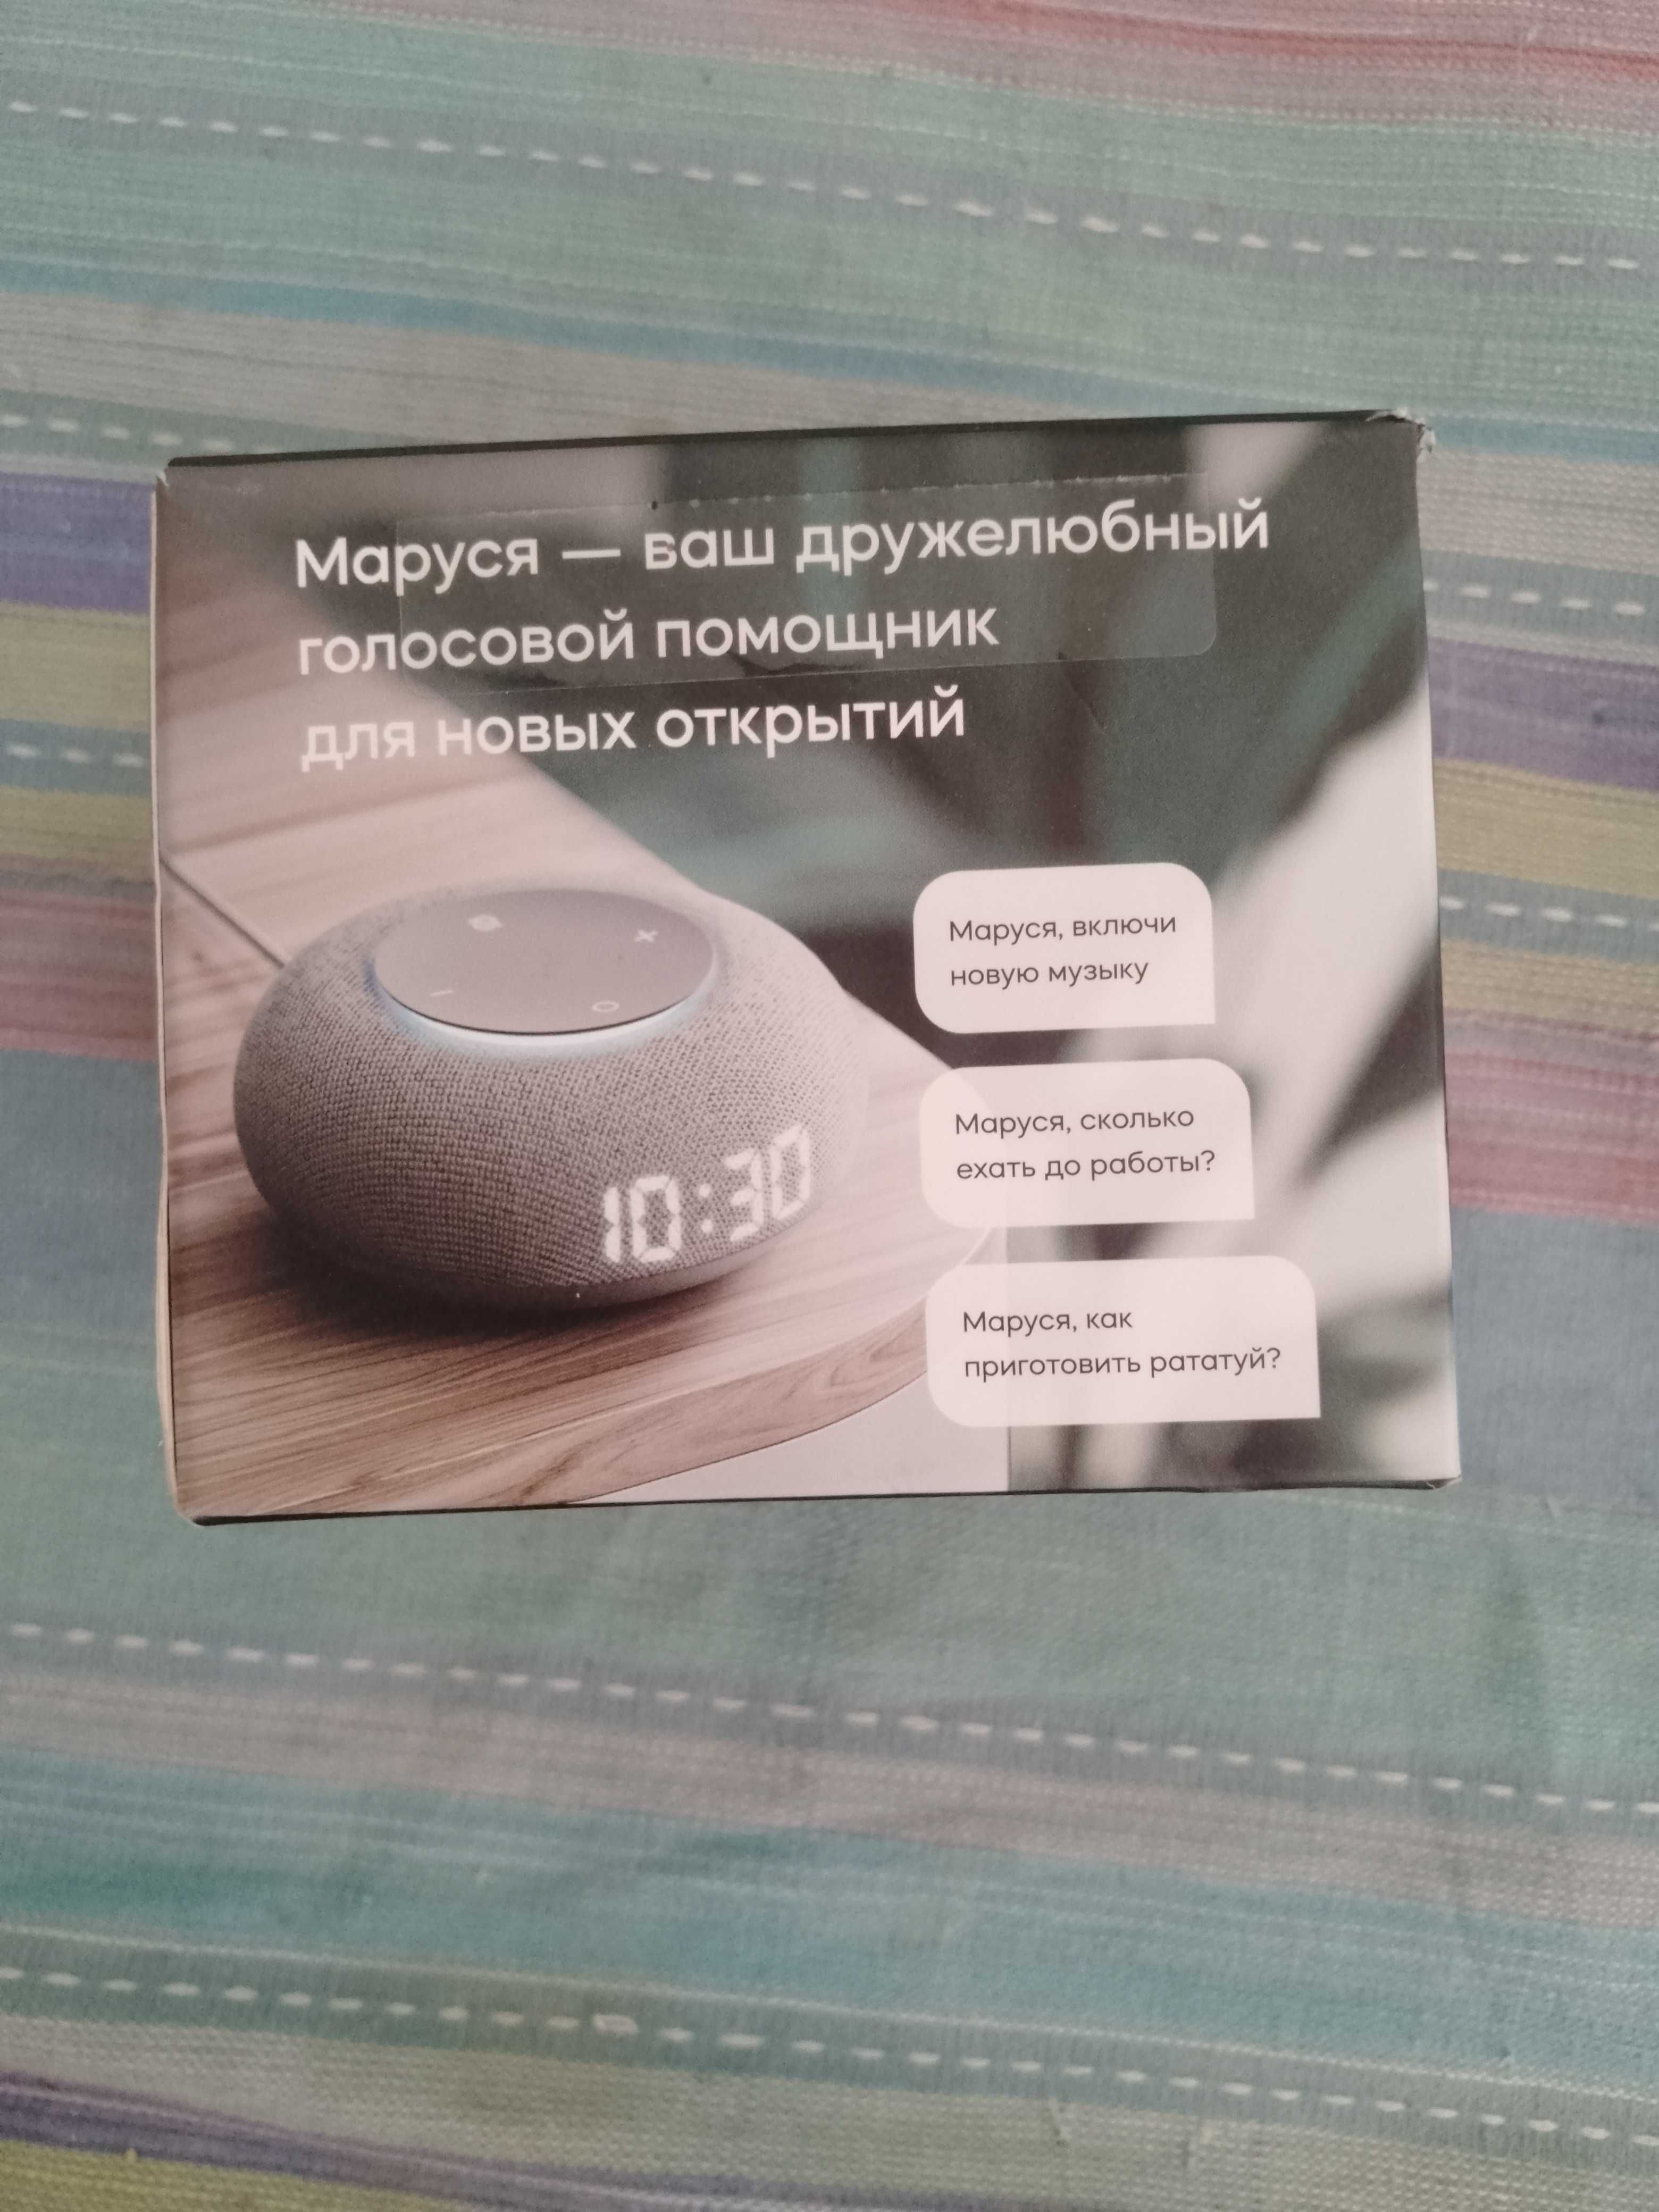 Маруся — ваш дружелюбный
голосовой помощник
для новых открытий
10:30
Маруся, включи
новую музыку
Маруся, сколько
ехать до работы?
Маруся, как
приготовить рататуй?